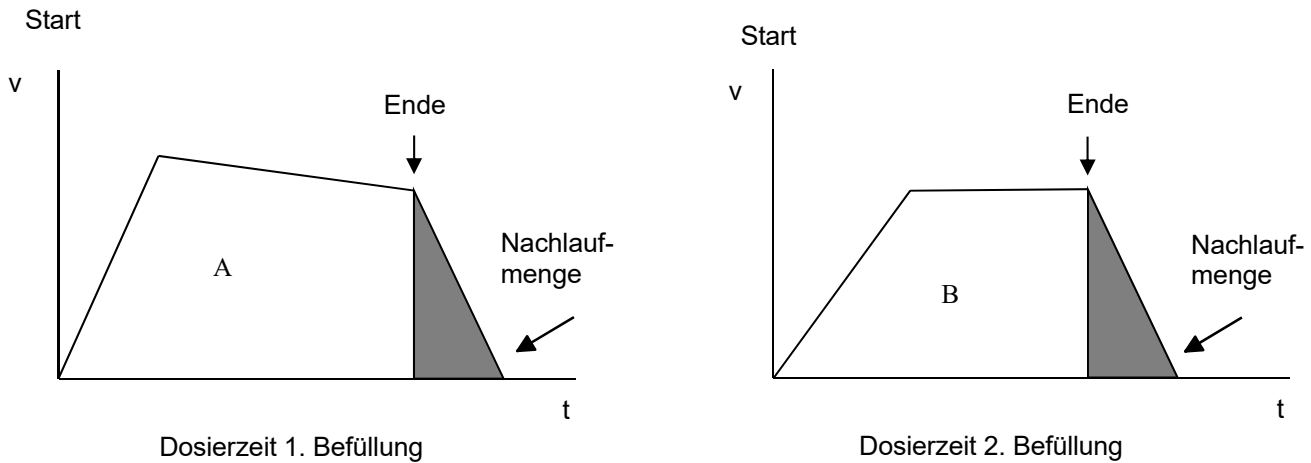 Start
v
Ende
A
Nachlauf-
menge
t
Dosierzeit 1. Befüllung
Start
v
Ende
B
Nachlauf-
menge
t
Dosierzeit 2. Befüllung